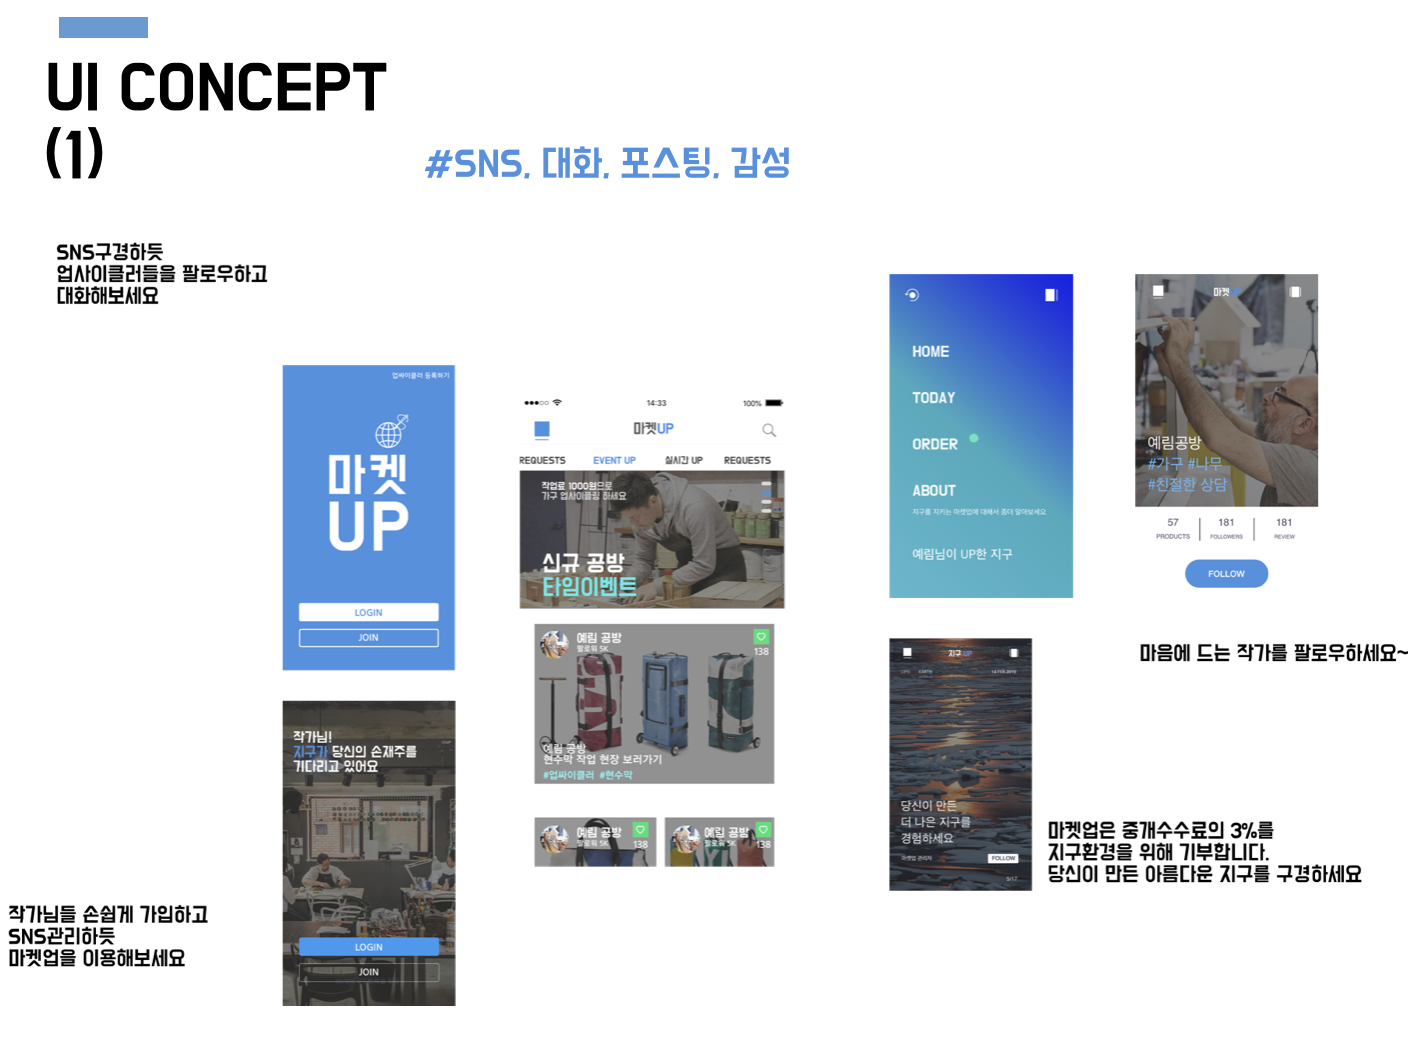 UI CONCEPT
(1)
#SNS, 대화, 포스팅, 감성
SNS구경하듯
업사이클러들을 팔로우하고
대화해보세요
업싸이클러 등록하기
마켓
UP
LOGIN
JOIN
작가님!
지구가 당신의 손재주를
기다리고 있어요
LOGIN
JOIN
작가님들 손쉽게 가입하고
SNS관리하듯
마켓업을 이용해보세요
14:33
100%
마켓UP
REQUESTS
EVENT UP
실시간 UP
REQUESTS
작업료 1000원으로
가구 업사이클링 하세요
신규 공방
타임이벤트
예림 공방
팔로워 5K
138
예림 공방
현수막 작업 현장 보러가기
#업싸이클러 #현수막
예림 공방
팔로워 5K
138
예림 공방
팔로워 5K
138
HOME
TODAY
ORDER
ABOUT
지구를 지키는 마켓업에 대해서 좀더 알아보세요
예림님이 UP한 지구
마켓UP
예림공방
#가구 #나무
#친절한 상담
57
181
181
PRODUCTS
FOLLOWERS
REVIEW
FOLLOW
마음에 드는 작가를 팔로우하세요~
지구 UP
당신이 만든
더 나은 지구를
경험하세요
마켓업 관리자
FOLLOW
마켓업은 중개수수료의 3%를
지구환경을 위해 기부합니다.
당신이 만든 아름다운 지구를 구경하세요